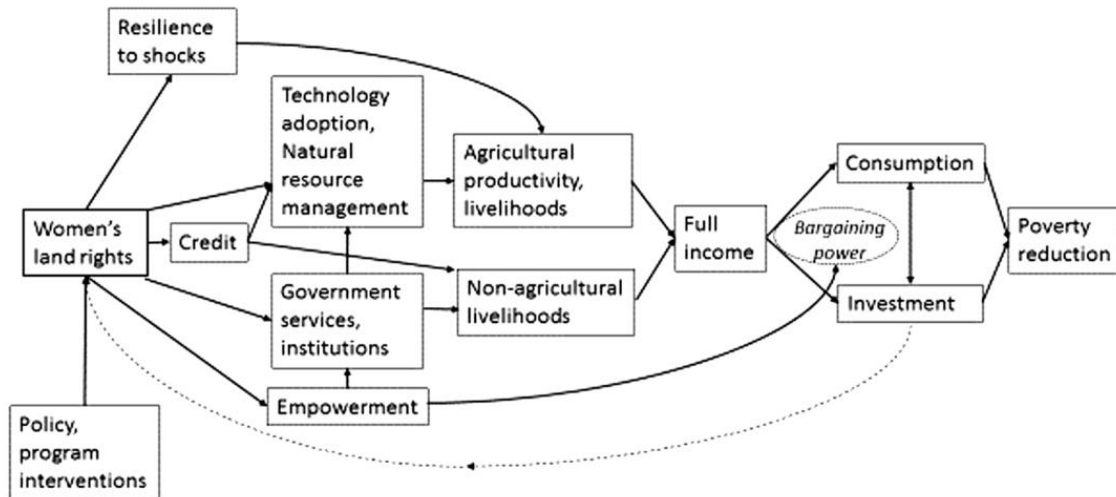 Resilience
to shocks
Technology
adoption,
Natural
resource
management
Agricultural
productivity,
livelihoods
Consumption
Women's
land rights
Credit
Full
income
Bargaining
power
Poverty
reduction
Government
services,
institutions
Non-agricultural
livelihoods
Investment
Empowerment
Policy,
program
interventions